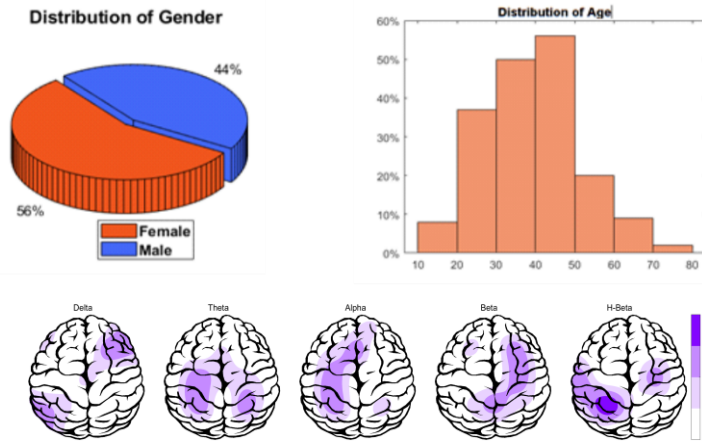 Distribution of Gender
44%
56%
Female
Male
Distribution of Age
60%
50%
40%
30%
20%
10%
0%
10 20 30 40 50 60 70 80
Delta Theta Alpha Beta H-Beta